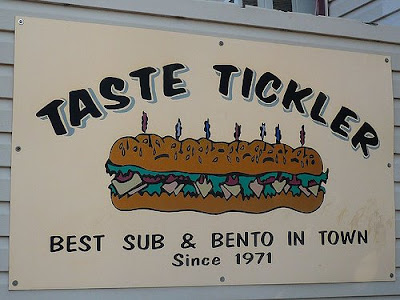 TASTE TICKLER
BEST SUB & BENTO IN TOWN
Since 1971